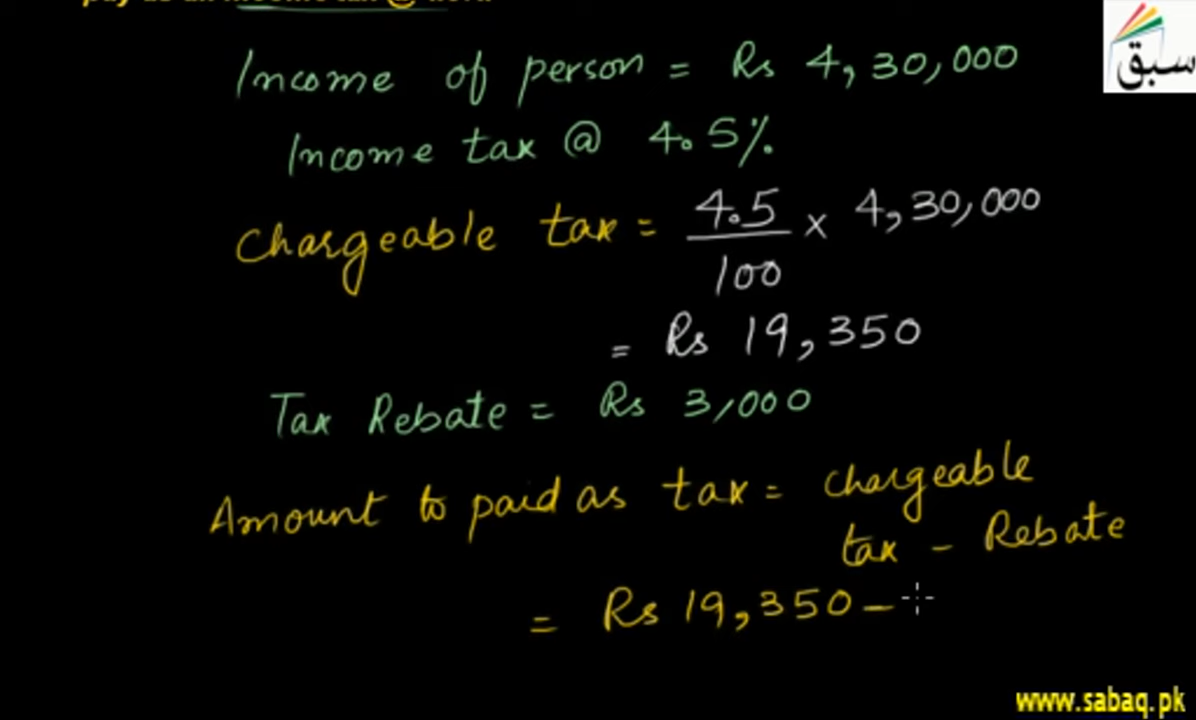 Income of person = Rs 4,30,000
سبق
Income tax @ 4.5%.
Chargeable tax = 4.5/100 x 4,30,000
= Rs 19,350
Tax Rebate = Rs 3,000
Amount to paid as tax = Chargeable
tax - Rebate
= Rs 19,350 -
www.sabaq.pk